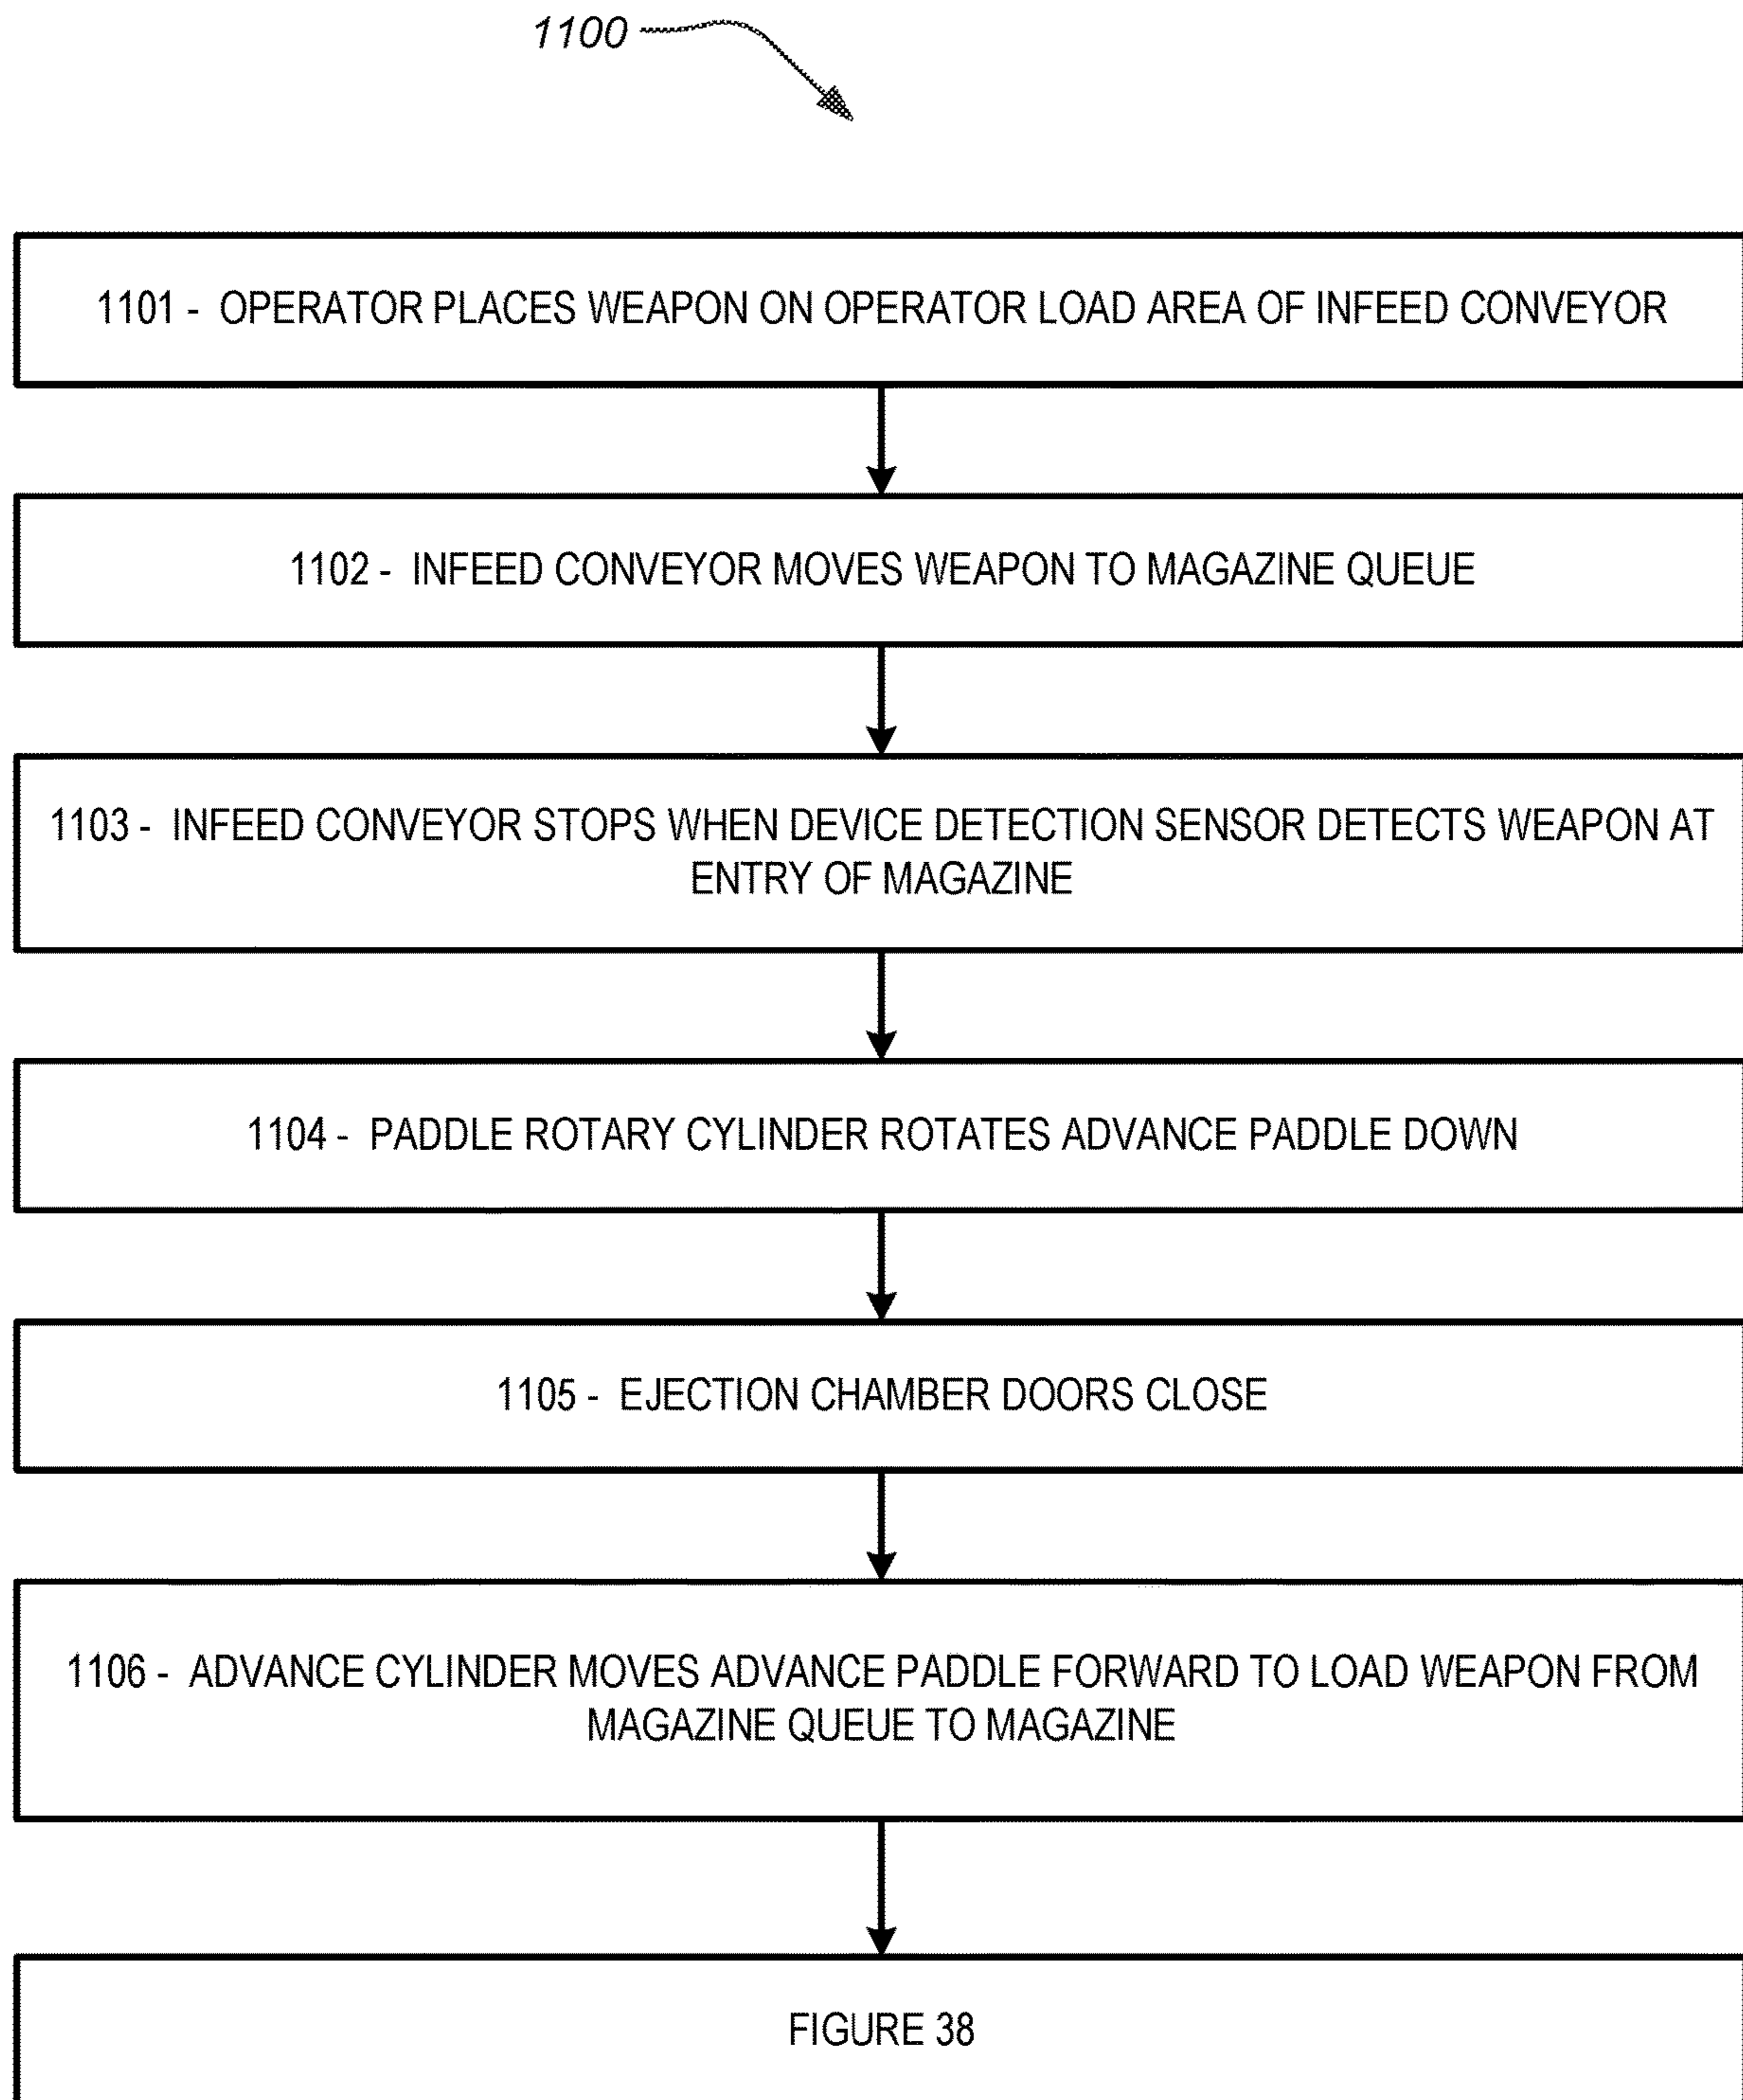 1100
1101 - OPERATOR PLACES WEAPON ON OPERATOR LOAD AREA OF INFEED CONVEYOR
1102 - INFEED CONVEYOR MOVES WEAPON TO MAGAZINE QUEUE
1103 - INFEED CONVEYOR STOPS WHEN DEVICE DETECTION SENSOR DETECTS WEAPON AT
ENTRY OF MAGAZINE
1104 - PADDLE ROTARY CYLINDER ROTATES ADVANCE PADDLE DOWN
1105 - EJECTION CHAMBER DOORS CLOSE
1106 - ADVANCE CYLINDER MOVES ADVANCE PADDLE FORWARD TO LOAD WEAPON FROM
MAGAZINE QUEUE TO MAGAZINE
FIGURE 38